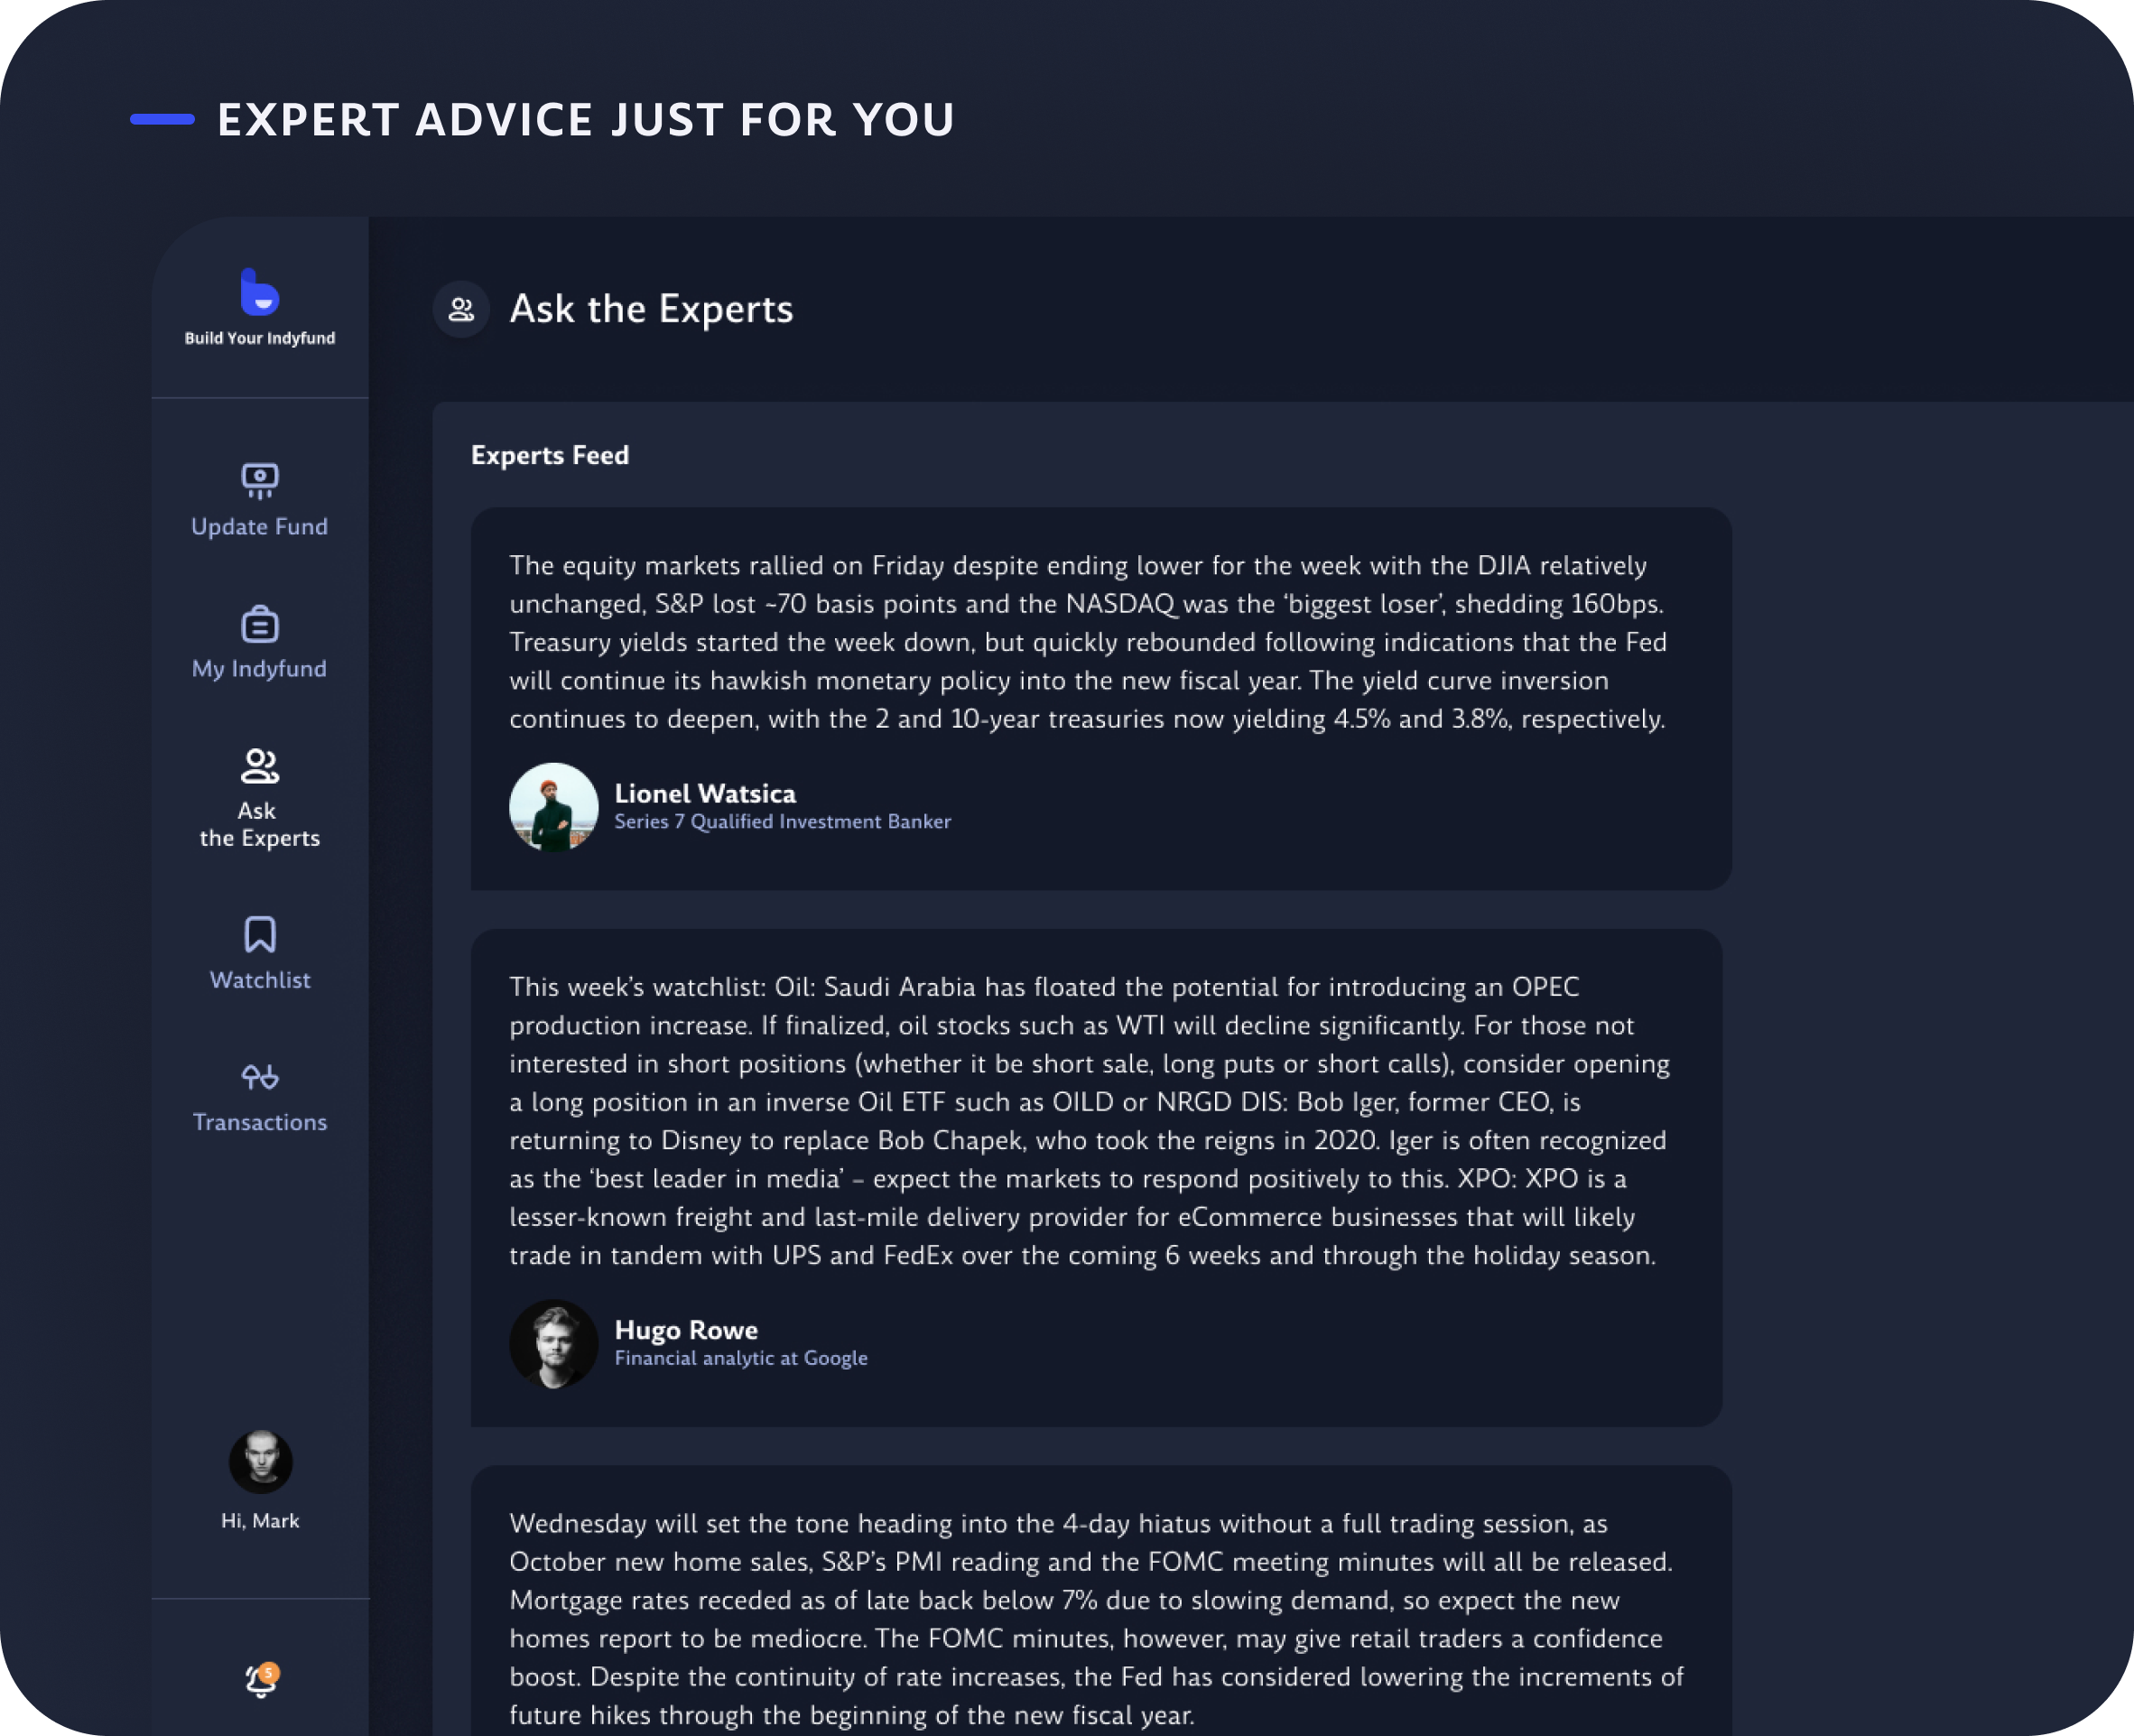 EXPERT ADVICE JUST FOR YOU
Build Your Indyfund
Update Fund
My Indyfund
Ask
the Experts
Watchlist
Transactions
Hi, Mark
5
Ask the Experts
Experts Feed
The equity markets rallied on Friday despite ending lower for the week with the DJIA relatively
unchanged, S&P lost ~70 basis points and the NASDAQ was the ‘biggest loser’, shedding 160bps.
Treasury yields started the week down, but quickly rebounded following indications that the Fed
will continue its hawkish monetary policy into the new fiscal year. The yield curve inversion
continues to deepen, with the 2 and 10-year treasuries now yielding 4.5% and 3.8%, respectively.
Lionel Watsica
Series 7 Qualified Investment Banker
This week’s watchlist: Oil: Saudi Arabia has floated the potential for introducing an OPEC
production increase. If finalized, oil stocks such as WTI will decline significantly. For those not
interested in short positions (whether it be short sale, long puts or short calls), consider opening
a long position in an inverse Oil ETF such as OILD or NRGD DIS: Bob Iger, former CEO, is
returning to Disney to replace Bob Chapek, who took the reigns in 2020. Iger is often recognized
as the ‘best leader in media’ – expect the markets to respond positively to this. XPO: XPO is a
lesser-known freight and last-mile delivery provider for eCommerce businesses that will likely
trade in tandem with UPS and FedEx over the coming 6 weeks and through the holiday season.
Hugo Rowe
Financial analytic at Google
Wednesday will set the tone heading into the 4-day hiatus without a full trading session, as
October new home sales, S&P’s PMI reading and the FOMC meeting minutes will all be released.
Mortgage rates receded as of late back below 7% due to slowing demand, so expect the new
homes report to be mediocre. The FOMC minutes, however, may give retail traders a confidence
boost. Despite the continuity of rate increases, the Fed has considered lowering the increments of
future hikes through the beginning of the new fiscal year.